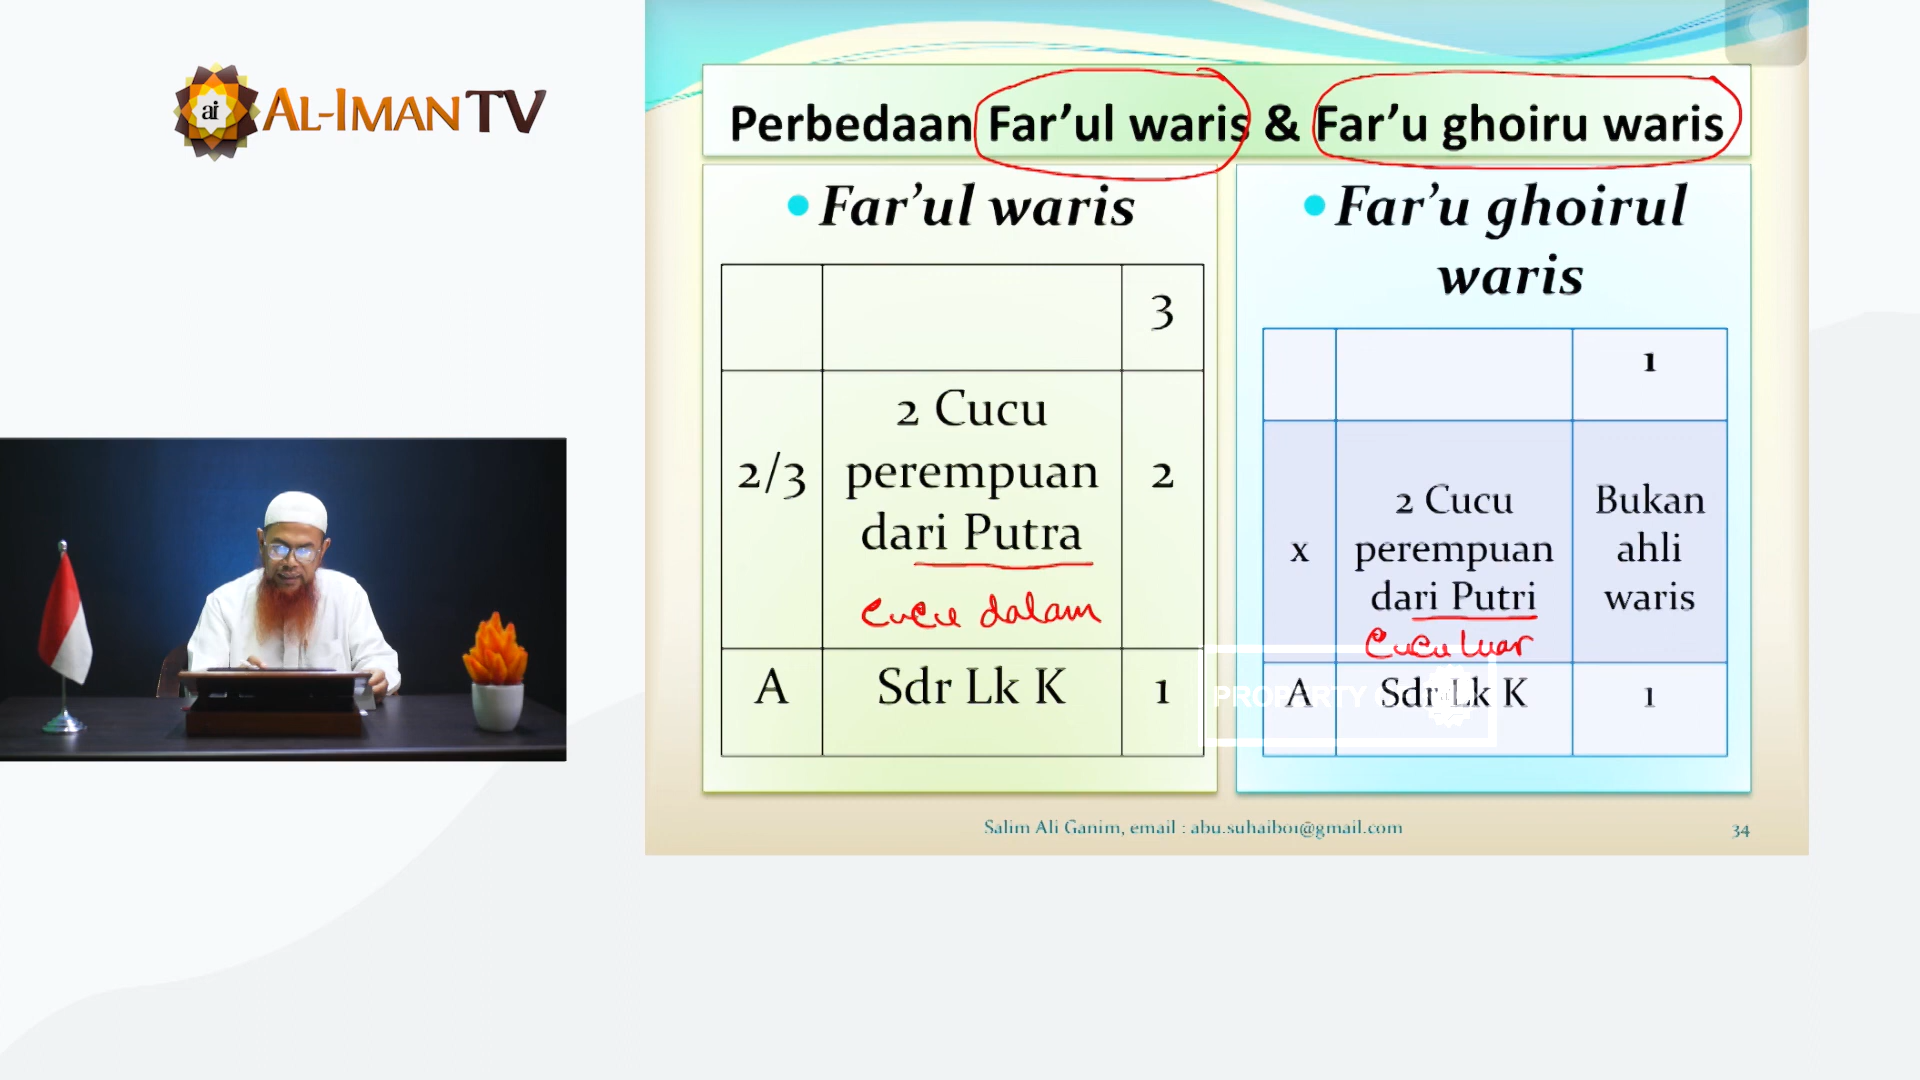 ai AL-IMAN TV
Perbedaan Far’ul waris & Far’u ghoiru waris
• Far’ul waris
3
2/3
2 Cucu
perempuan
dari Putra
2
cucu dalam
A Sdr Lk K 1
• Far’u ghoirul
waris
1
x
2 Cucu
perempuan
dari Putri
Bukan
ahli
waris
Cucu luar
A Sdr Lk K 1
PROPERTY
Salim Ali Ganim, email : abu.suhaib01@gmail.com
34